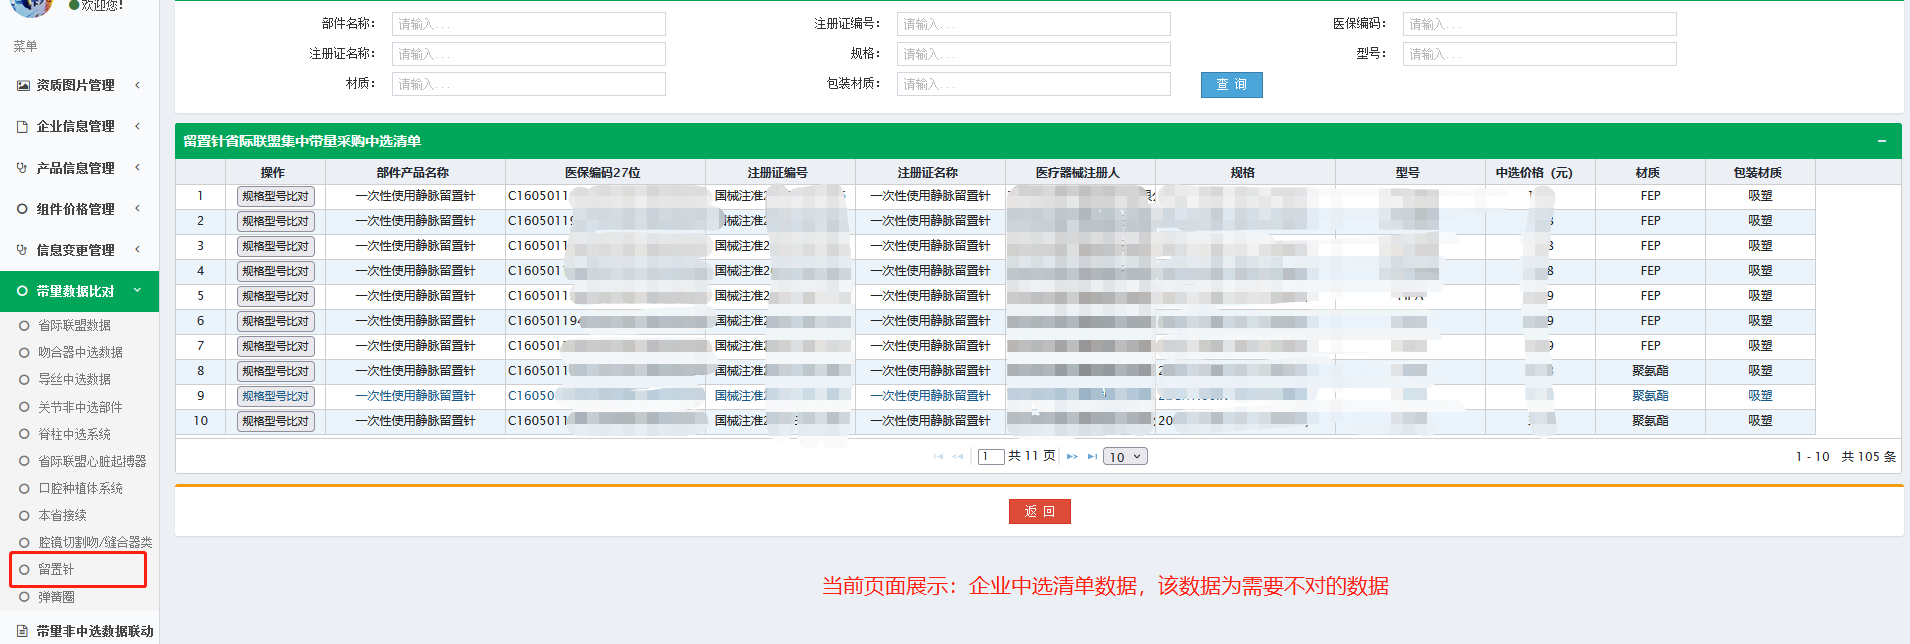 欢迎您！
菜单
资质图片管理
企业信息管理
产品信息管理
组件价格管理
信息变更管理
带量数据比对
省际联盟数据
吻合器中选数据
导丝中选数据
关节非中选部件
脊柱中选系统
省际联盟心脏起搏器
口腔种植体系统
本省接续
腔镜切割吻/缝合器类
留置针
弹簧圈
带量非中选数据联动
部件名称： 请输入... 注册证编号： 请输入... 医保编码： 请输入...
注册证名称： 请输入... 规格： 请输入... 型号： 请输入...
材质： 请输入... 包装材质： 请输入... 查 询
留置针省际联盟集中带量采购中选清单
操作 部件产品名称 医保编码27位 注册证编号 注册证名称 医疗器械注册人 规格 型号 中选价格（元） 材质 包装材质
1 规格型号比对 一次性使用静脉留置针 C1605011 国械注准2 一次性使用静脉留置针 FEP 吸塑
2 规格型号比对 一次性使用静脉留置针 C16050119 国械注准2 一次性使用静脉留置针 FEP 吸塑
3 规格型号比对 一次性使用静脉留置针 C1605011 国械注准2 一次性使用静脉留置针 FEP 吸塑
4 规格型号比对 一次性使用静脉留置针 C160501 国械注准2 一次性使用静脉留置针 8 FEP 吸塑
5 规格型号比对 一次性使用静脉留置针 C1605011 国械注准2 一次性使用静脉留置针 9 FEP 吸塑
6 规格型号比对 一次性使用静脉留置针 C160501194 国械注准2 一次性使用静脉留置针 9 FEP 吸塑
7 规格型号比对 一次性使用静脉留置针 C160501 国械注准2 一次性使用静脉留置针 9 FEP 吸塑
8 规格型号比对 一次性使用静脉留置针 C1605011 国械注准2 一次性使用静脉留置针 聚氨酯 吸塑
9 规格型号比对 一次性使用静脉留置针 C16050 国械注准2 一次性使用静脉留置针 聚氨酯 吸塑
10 规格型号比对 一次性使用静脉留置针 C1605011 国械注准2 一次性使用静脉留置针 20 聚氨酯 吸塑
1 共 11 页 10 1 - 10 共 105 条
返 回
当前页面展示：企业中选清单数据，该数据为需要不对的数据